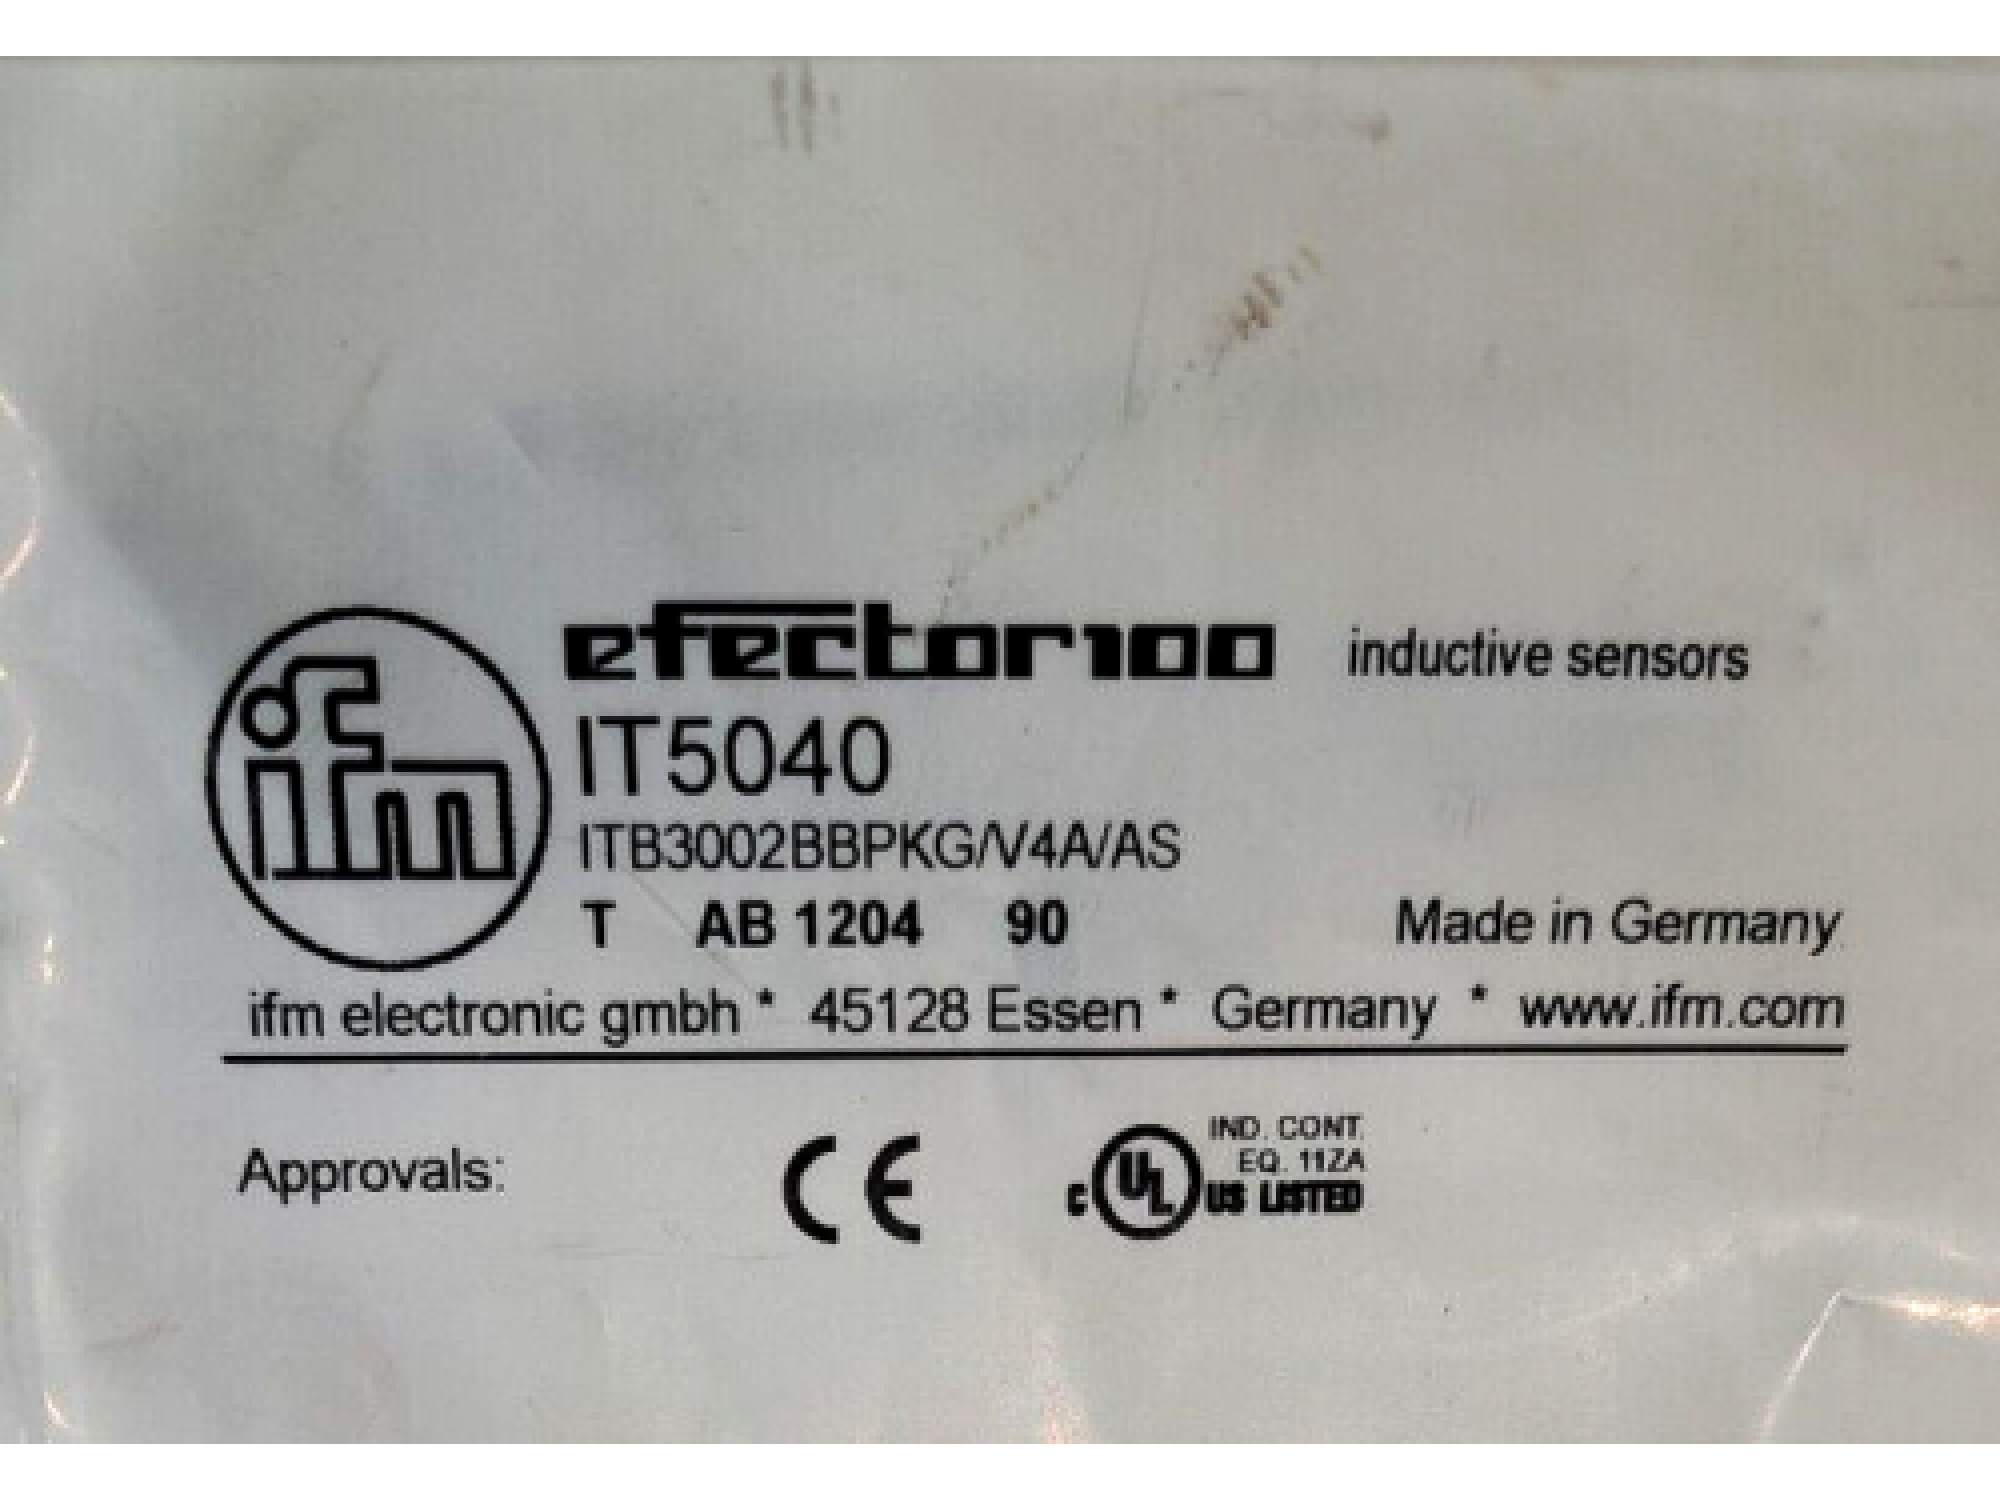 efector100 inductive sensors
ifm
IT5040
ITB3002BBPKG/V4A/AS
T AB 1204 90 Made in Germany
ifm electronic gmbh * 45128 Essen * Germany * www.ifm.com
Approvals: CE
IND. CONT.
EQ. 11ZA
c UL US LISTED